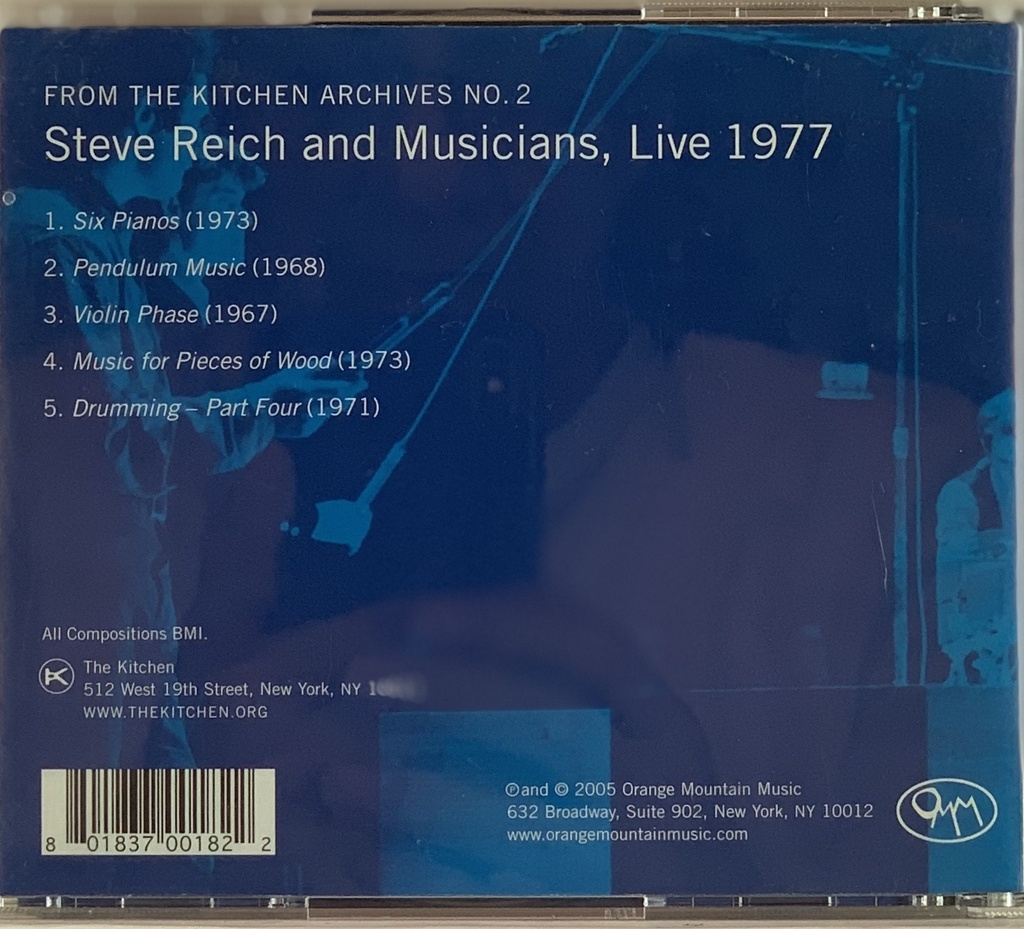 FROM THE KITCHEN ARCHIVES NO. 2
Steve Reich and Musicians, Live 1977
1. Six Pianos (1973)
2. Pendulum Music (1968)
3. Violin Phase (1967)
4. Music for Pieces of Wood (1973)
5. Drumming – Part Four (1971)
All Compositions BMI.
The Kitchen
512 West 19th Street, New York, NY
WWW.THEKITCHEN.ORG
8 01837 00182 2
℗and © 2005 Orange Mountain Music
632 Broadway, Suite 902, New York, NY 10012
www.orangemountainmusic.com
omm